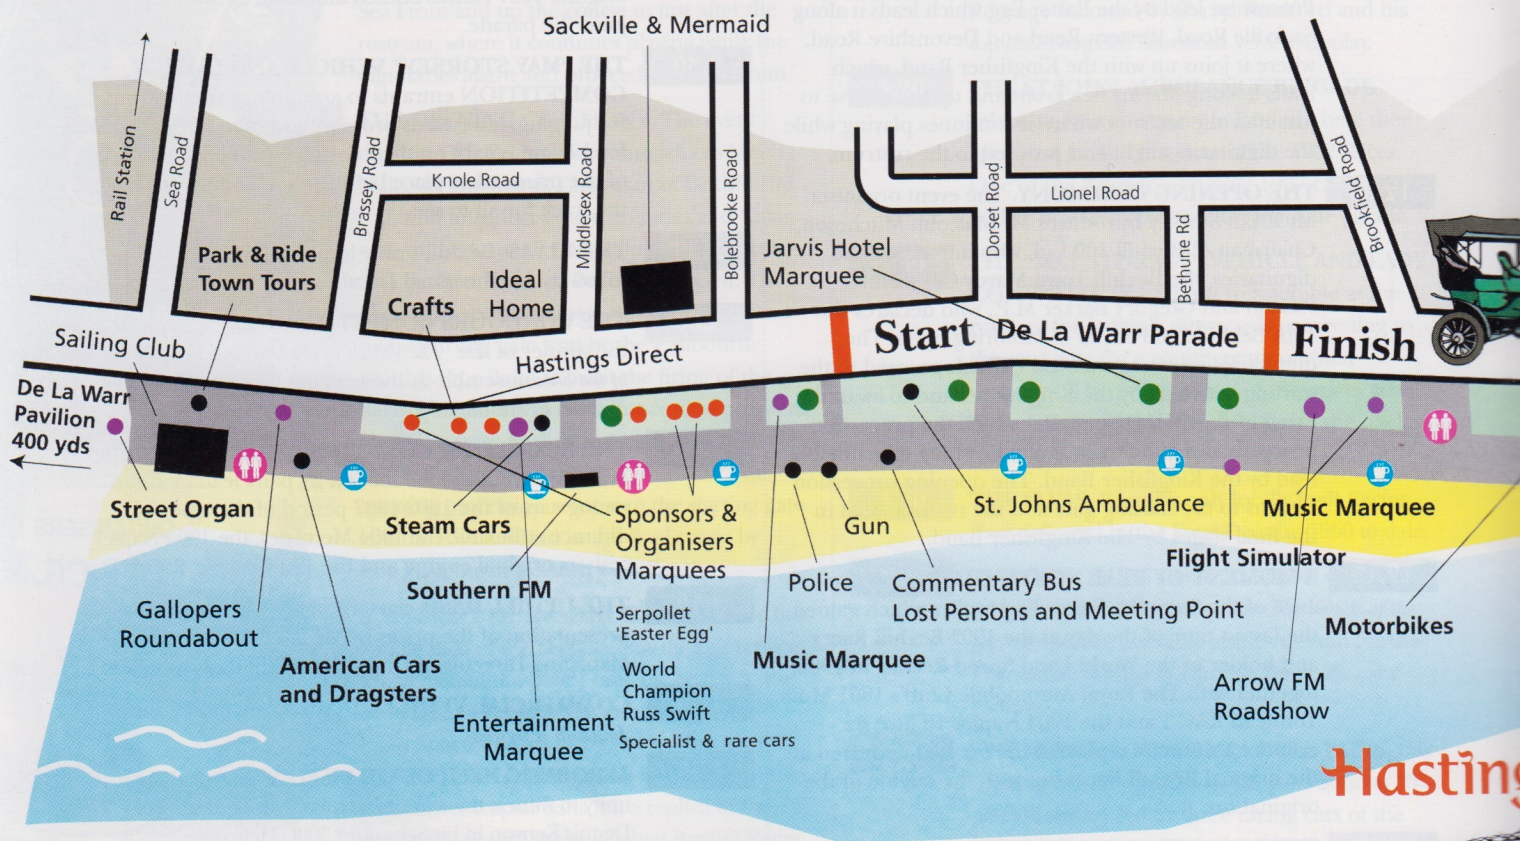 Sackville & Mermaid
Rail Station
Sea Road
Brassey Road
Knole Road
Middlesex Road
Bolebrooke Road
Dorset Road
Lionel Road
Bethune Rd
Brookfield Road
Park & Ride
Town Tours
Crafts
Ideal
Home
Jarvis Hotel
Marquee
Sailing Club
Hastings Direct
Start
De La Warr Parade
Finish
De La Warr
Pavilion
400 yds
Street Organ
Steam Cars
Sponsors &
Organisers
Marquees
Gun
St. Johns Ambulance
Music Marquee
Flight Simulator
Southern FM
Police
Commentary Bus
Lost Persons and Meeting Point
Gallopers
Roundabout
Serpollet
'Easter Egg'
Motorbikes
American Cars
and Dragsters
World
Champion
Russ Swift
Music Marquee
Entertainment
Marquee
Specialist & rare cars
Arrow FM
Roadshow
Hasting